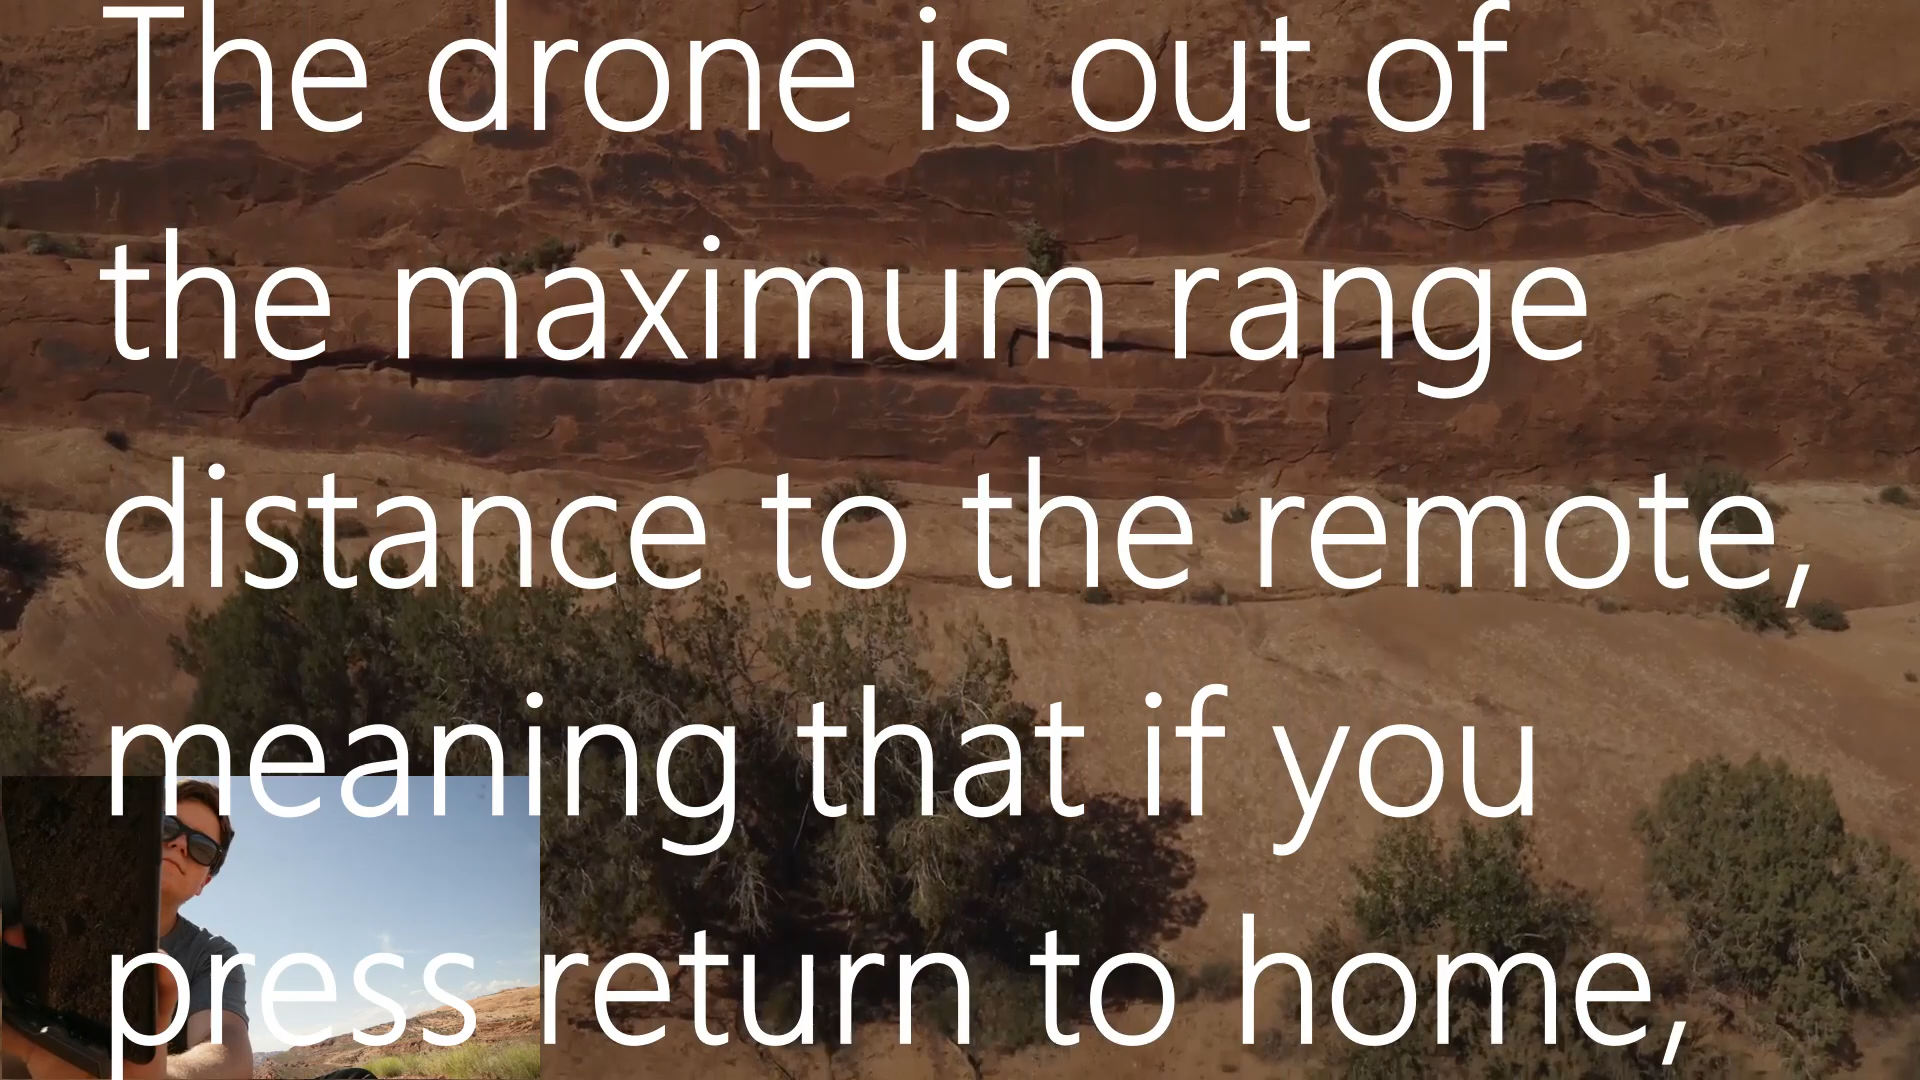 The drone is out of
the maximum range
distance to the remote,
meaning that if you
press return to home,